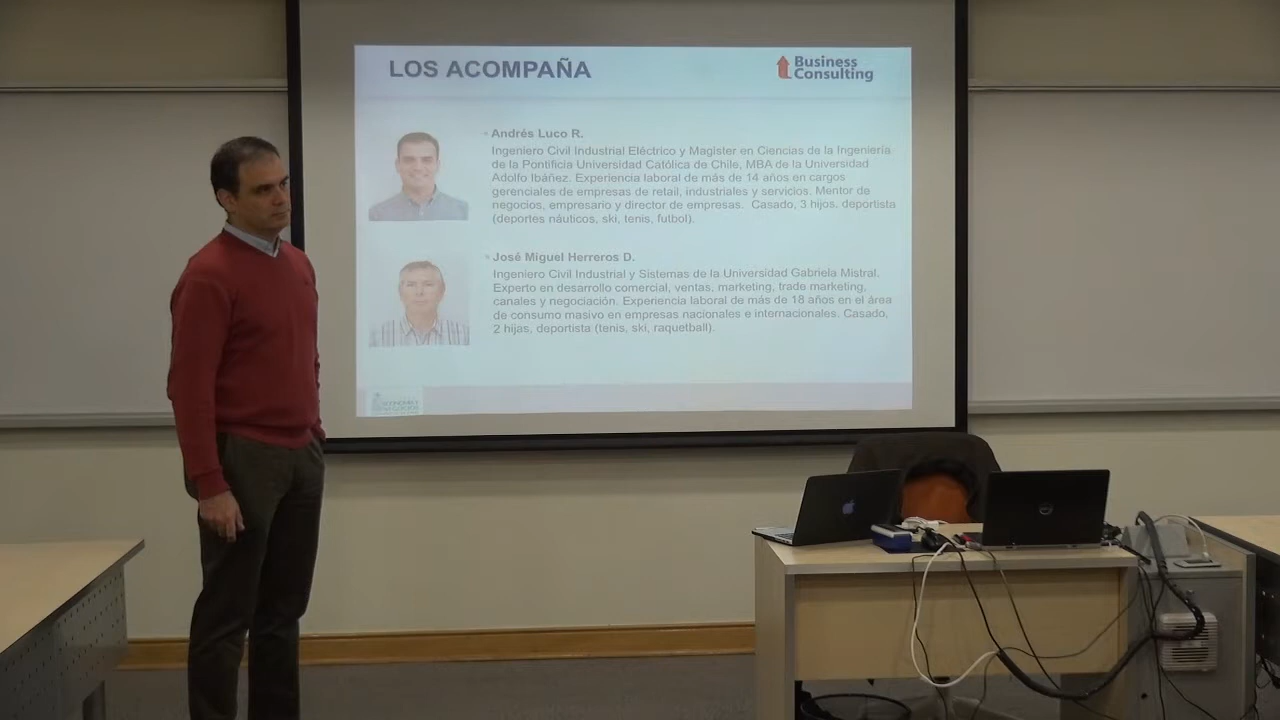 LOS ACOMPAÑA
Business
Consulting
Andrés Luco R.
Ingeniero Civil Industrial Eléctrico y Magíster en Ciencias de la Ingeniería
de la Pontificia Universidad Católica de Chile, MBA de la Universidad
Adolfo Ibáñez. Experiencia laboral de más de 14 años en cargos
gerenciales de empresas de retail, industriales y servicios. Mentor de
negocios, empresario y director de empresas. Casado, 3 hijos, deportista
(deportes náuticos, ski, tenis, futbol).
José Miguel Herreros D.
Ingeniero Civil Industrial y Sistemas de la Universidad Gabriela Mistral.
Experto en desarrollo comercial, ventas, marketing, trade marketing,
canales y negociación. Experiencia laboral de más de 18 años en el área
de consumo masivo en empresas nacionales e internacionales. Casado,
2 hijas, deportista (tenis, ski, raquetball).